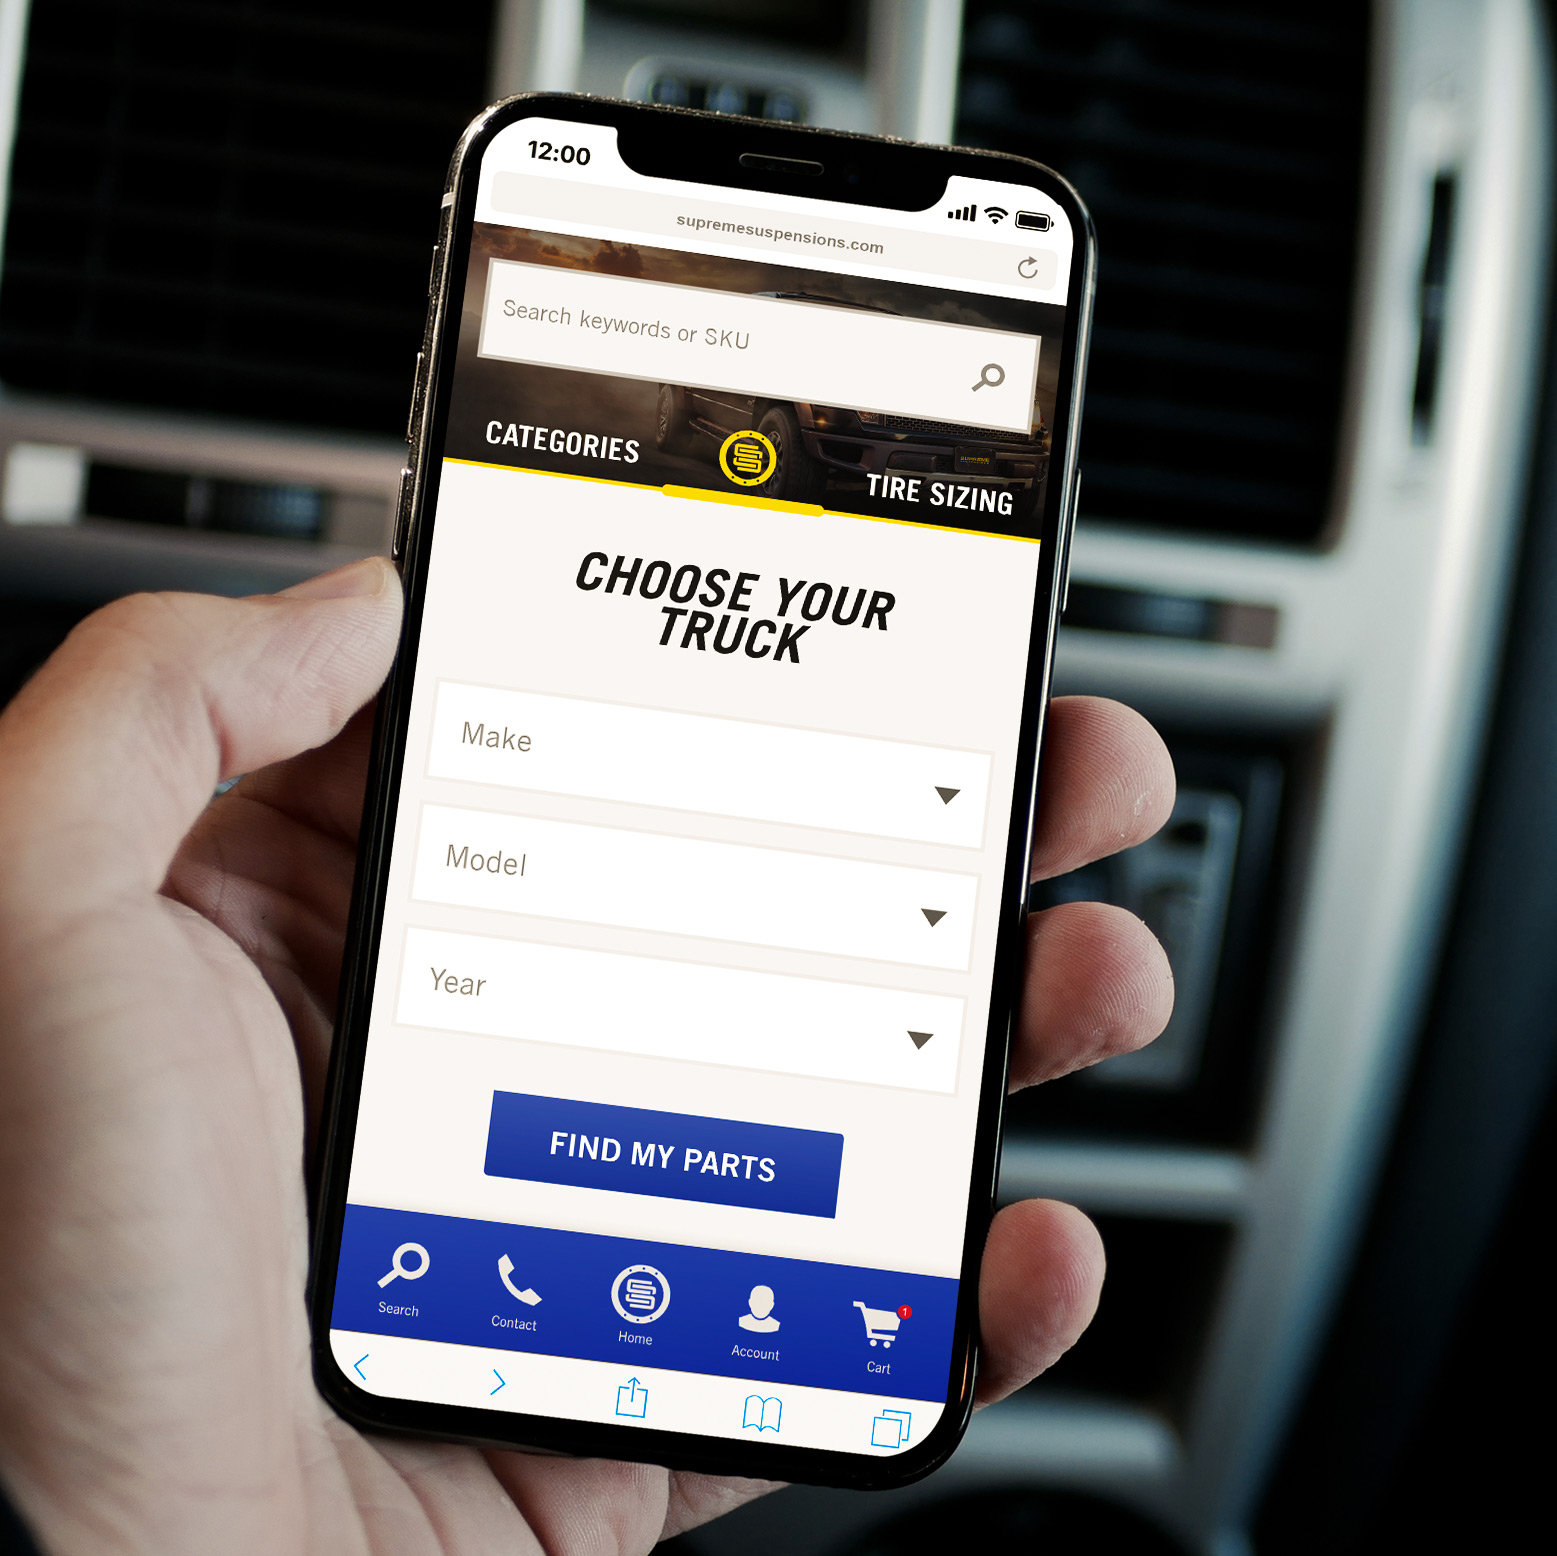 12:00
supremesuspensions.com
Search keywords or SKU
SUPREME
CATEGORIES
TIRE SIZING
CHOOSE YOUR
TRUCK
Make
Model
Year
FIND MY PARTS
Search
Contact
Home
Account
1
Cart